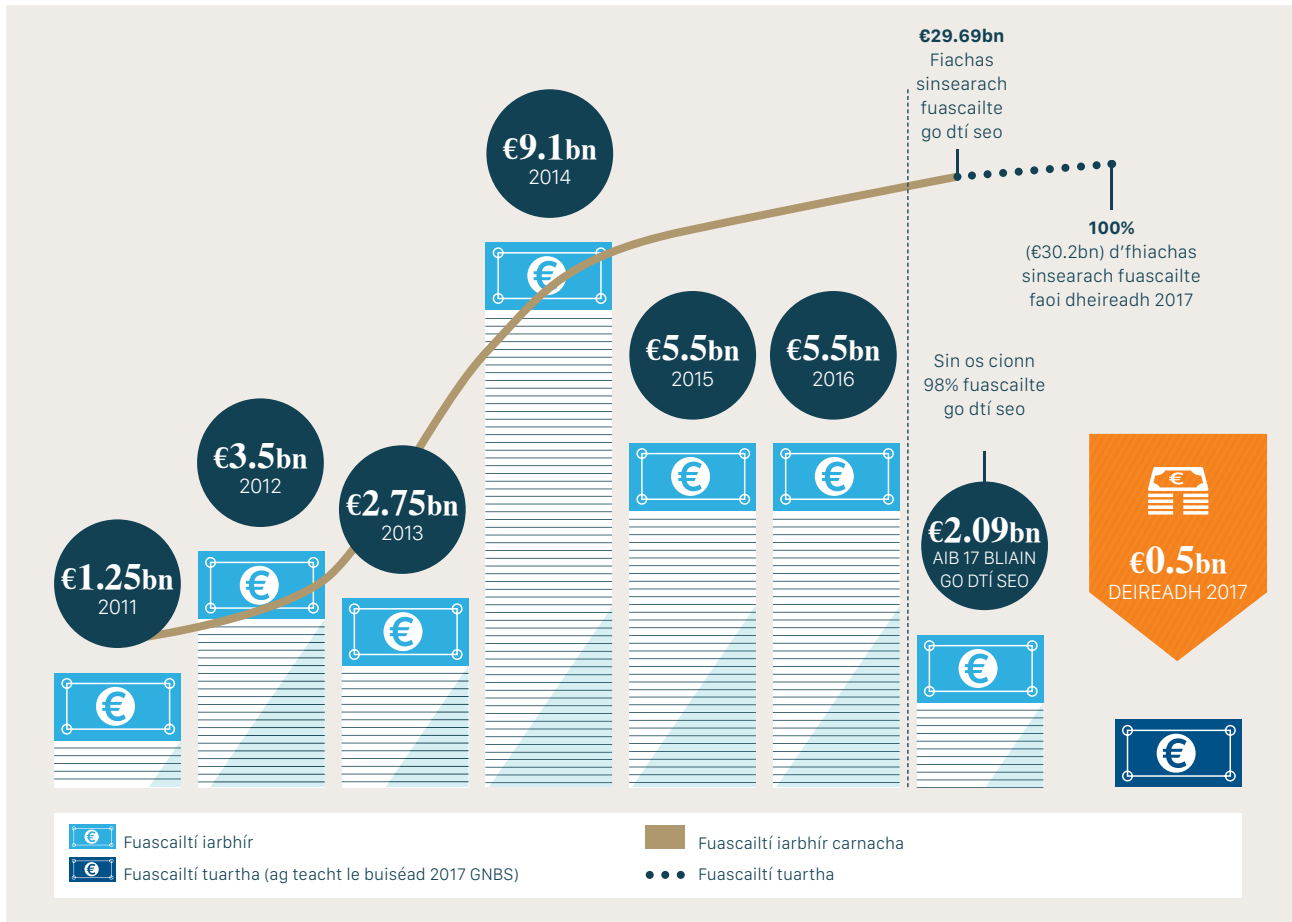 €29.69bn
Fiachas
sinsearach
fuascailte
go dtí seo
€9.1bn
2014
100%
(€30.2bn) d'fhiachas
sinsearach fuascailte
faoi dheireadh 2017
€5.5bn
2015
€5.5bn
2016
Sin os cionn
98% fuascailte
go dtí seo
€3.5bn
2012
€2.75bn
2013
€1.25bn
2011
€2.09bn
AIB 17 BLIAIN
GO DTÍ SEO
€0.5bn
DEIREADH 2017
Fuascailtí iarbhír
Fuascailtí tuartha (ag teacht le buiséad 2017 GNBS)
Fuascailtí iarbhír carnacha
Fuascailtí tuartha